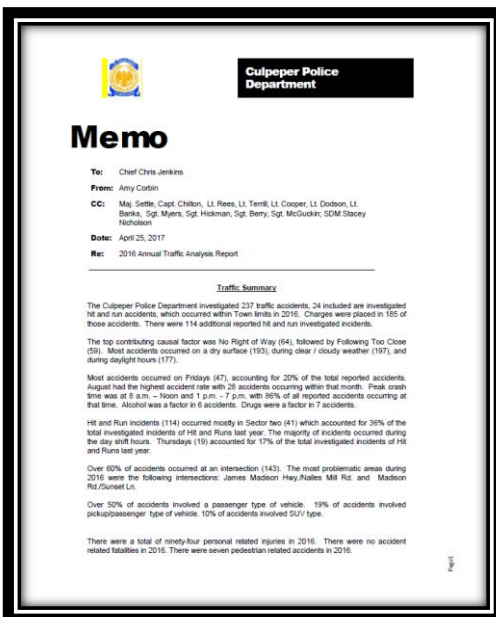 Culpeper Police
Department
Memo
To: Chief Chris Jenkins
From: Amy Corbin
CC: Maj. Settle, Capt. Chilton, Lt. Rees, Lt. Terrill, Lt. Cooper, Lt. Dodson, Lt.
Banks, Sgt. Myers, Sgt. Hickman, Sgt. Berry, Sgt. McGuckin; SDM Stacey
Nicholson
Date: April 25, 2017
Re: 2016 Annual Traffic Analysis Report
Traffic Summary
The Culpeper Police Department investigated 237 traffic accidents, 24 included are investigated
hit and run accidents, which occurred within Town limits in 2016. Charges were placed in 185 of
those accidents. There were 114 additional reported hit and run investigated incidents.
The top contributing causal factor was No Right of Way (64), followed by Following Too Close
(59). Most accidents occurred on a dry surface (193), during clear / cloudy weather (197), and
during daylight hours (177).
Most accidents occurred on Fridays (47), accounting for 20% of the total reported accidents.
August had the highest accident rate with 28 accidents occurring within that month. Peak crash
time was at 8 a.m. – Noon and 1 p.m. - 7 p.m. with 86% of all reported accidents occurring at
that time. Alcohol was a factor in 6 accidents. Drugs were a factor in 7 accidents.
Hit and Run incidents (114) occurred mostly in Sector two (41) which accounted for 36% of the
total investigated incidents of Hit and Runs last year. The majority of incidents occurred during
the day shift hours. Thursdays (19) accounted for 17% of the total investigated incidents of Hit
and Runs last year.
Over 60% of accidents occurred at an intersection (143). The most problematic areas during
2016 were the following intersections: James Madison Hwy./Nalles Mill Rd. and Madison
Rd./Sunset Ln.
Over 50% of accidents involved a passenger type of vehicle. 19% of accidents involved
pickup/passenger type of vehicle. 10% of accidents involved SUV type.
There were a total of ninety-four personal related injuries in 2016. There were no accident
related fatalities in 2016. There were seven pedestrian related accidents in 2016.
Page1